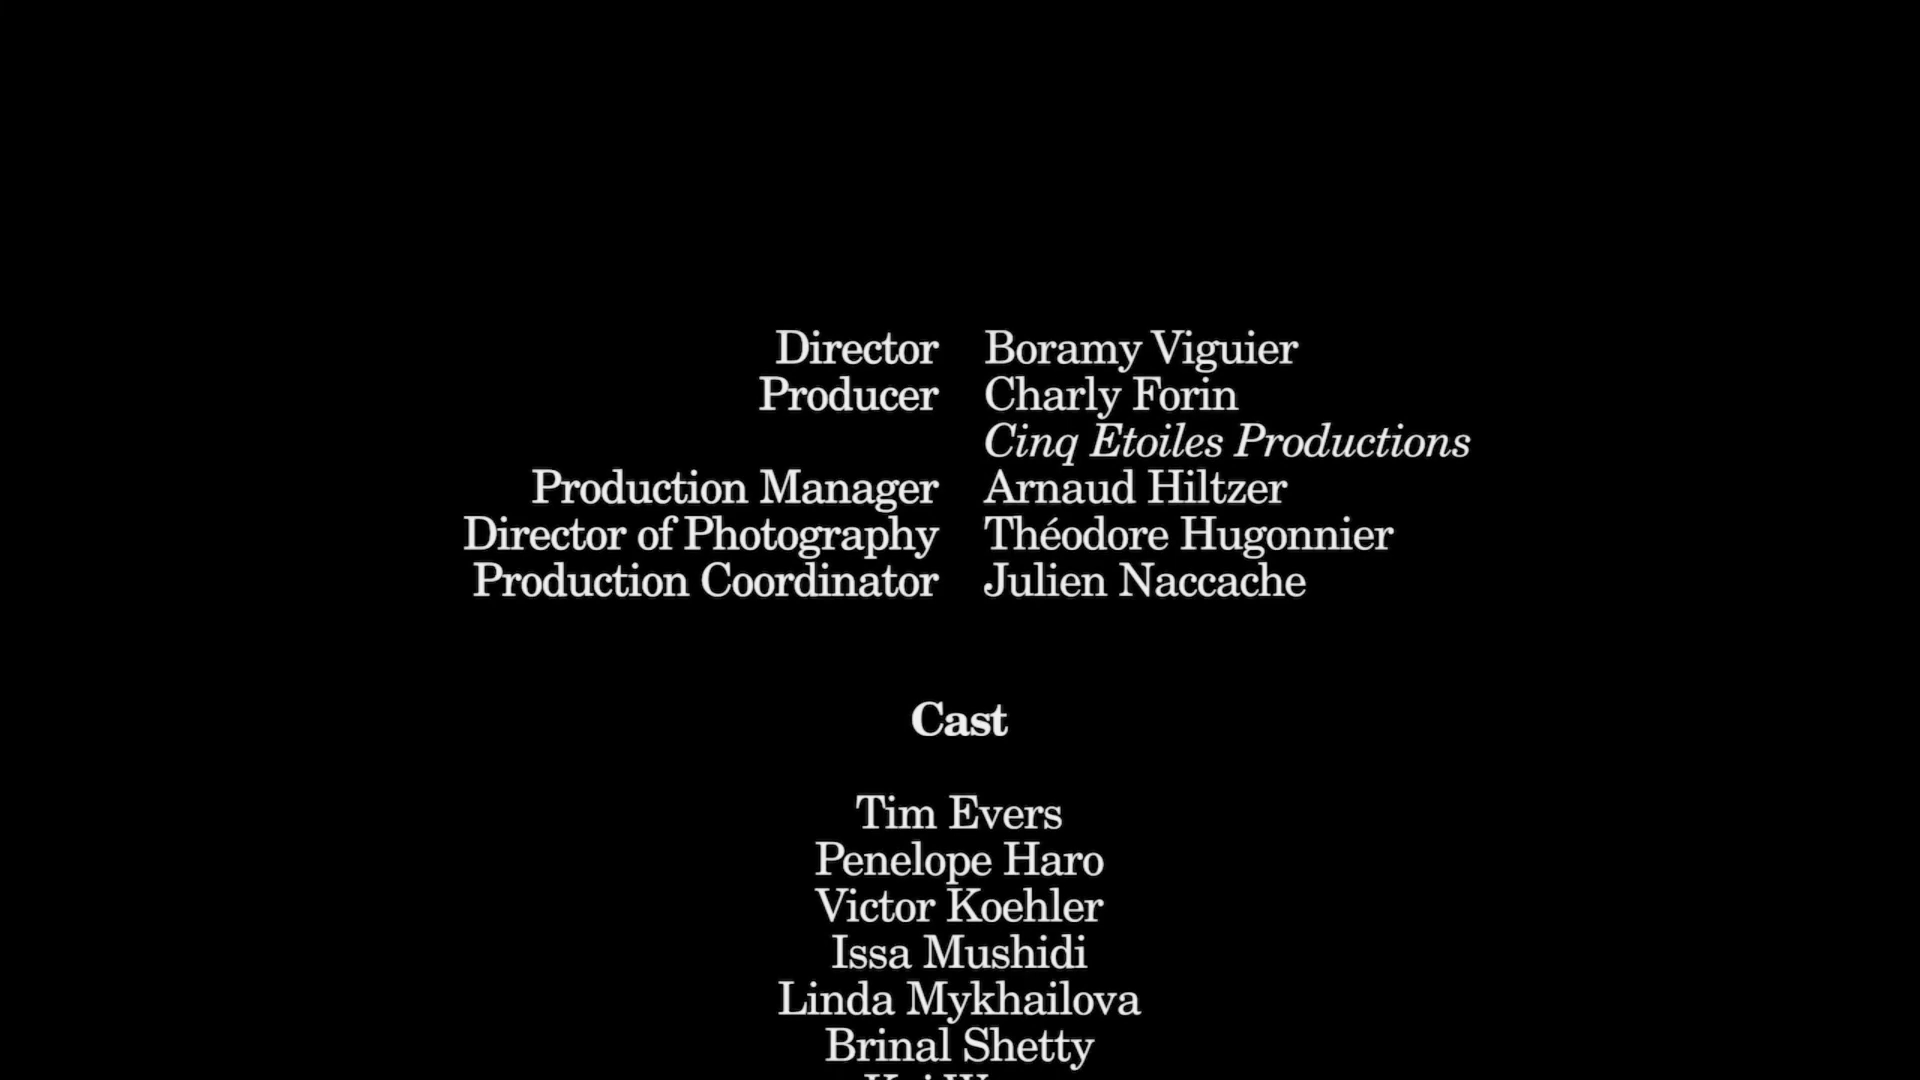 Director Boramy Viguier
Producer Charly Forin
Cinq Etoiles Productions
Production Manager Arnaud Hiltzer
Director of Photography Théodore Hugonnier
Production Coordinator Julien Naccache
Cast
Tim Evers
Penelope Haro
Victor Koehler
Issa Mushidi
Linda Mykhailova
Brinal Shetty